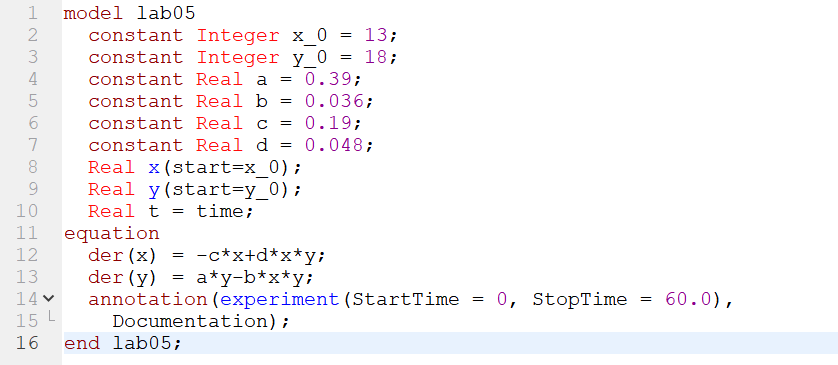 1 model lab05
2   constant Integer x_0 = 13;
3   constant Integer y_0 = 18;
4   constant Real a = 0.39;
5   constant Real b = 0.036;
6   constant Real c = 0.19;
7   constant Real d = 0.048;
8   Real x(start=x_0);
9   Real y(start=y_0);
10   Real t = time;
11 equation
12   der(x) = -c*x+d*x*y;
13   der(y) = a*y-b*x*y;
14   annotation(experiment(StartTime = 0, StopTime = 60.0),
15     Documentation);
16 end lab05;